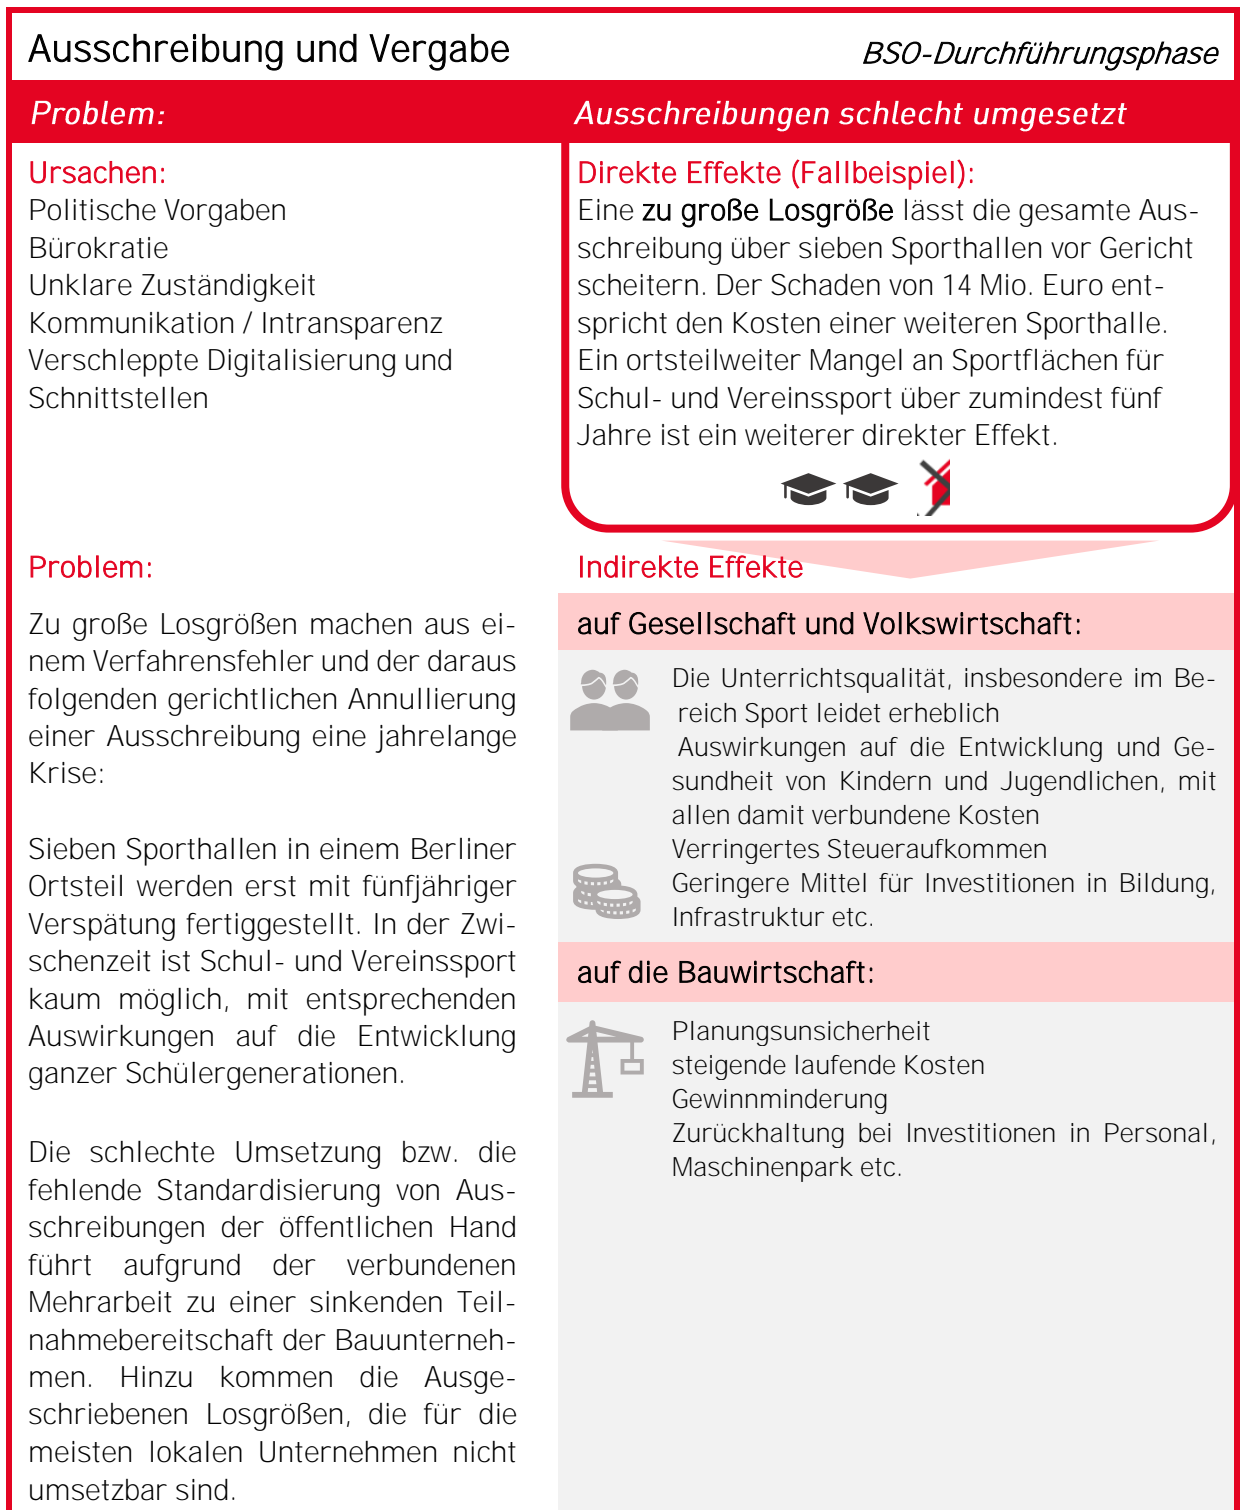 Ausschreibung und Vergabe
BSO-Durchführungsphase
Problem:
Ausschreibungen schlecht umgesetzt
Ursachen:
Politische Vorgaben
Bürokratie
Unklare Zuständigkeit
Kommunikation / Intransparenz
Verschleppte Digitalisierung und
Schnittstellen
Direkte Effekte (Fallbeispiel):
Eine zu große Losgröße lässt die gesamte Aus-
schreibung über sieben Sporthallen vor Gericht
scheitern. Der Schaden von 14 Mio. Euro ent-
spricht den Kosten einer weiteren Sporthalle.
Ein ortsteilweiter Mangel an Sportflächen für
Schul- und Vereinssport über zumindest fünf
Jahre ist ein weiterer direkter Effekt.
Problem:
Zu große Losgrößen machen aus ei-
nem Verfahrensfehler und der daraus
folgenden gerichtlichen Annullierung
einer Ausschreibung eine jahrelange
Krise:
Sieben Sporthallen in einem Berliner
Ortsteil werden erst mit fünfjähriger
Verspätung fertiggestellt. In der Zwi-
schenzeit ist Schul- und Vereinssport
kaum möglich, mit entsprechenden
Auswirkungen auf die Entwicklung
ganzer Schülergenerationen.
Die schlechte Umsetzung bzw. die
fehlende Standardisierung von Aus-
schreibungen der öffentlichen Hand
führt aufgrund der verbundenen
Mehrarbeit zu einer sinkenden Teil-
nahmebereitschaft der Bauunterneh-
men. Hinzu kommen die Ausge-
schriebenen Losgrößen, die für die
meisten lokalen Unternehmen nicht
umsetzbar sind.
Indirekte Effekte
auf Gesellschaft und Volkswirtschaft:
Die Unterrichtsqualität, insbesondere im Be-
reich Sport leidet erheblich
Auswirkungen auf die Entwicklung und Ge-
sundheit von Kindern und Jugendlichen, mit
allen damit verbundene Kosten
Verringertes Steueraufkommen
Geringere Mittel für Investitionen in Bildung,
Infrastruktur etc.
auf die Bauwirtschaft:
Planungsunsicherheit
steigende laufende Kosten
Gewinnminderung
Zurückhaltung bei Investitionen in Personal,
Maschinenpark etc.